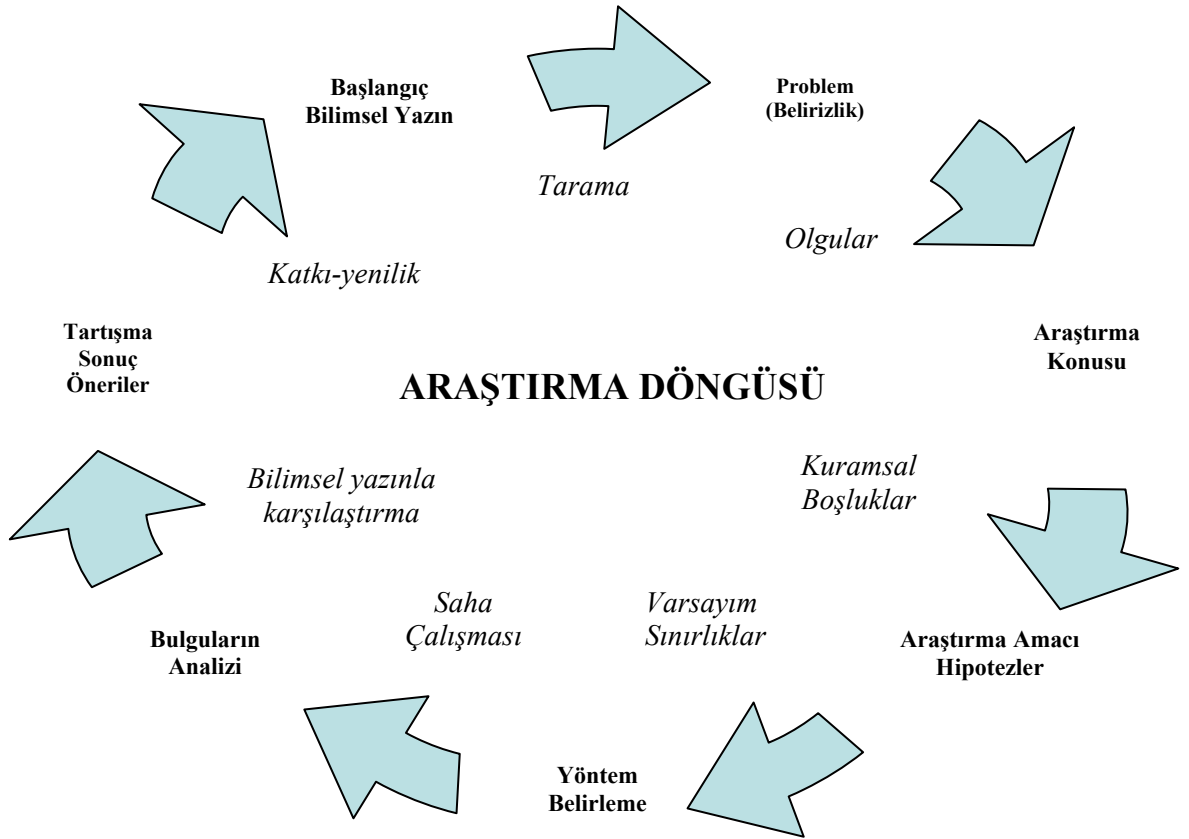 Başlangıç
Bilimsel Yazın
Problem
(Belirizlik)
Tarama
Olgular
Katkı-yenilik
Tartışma
Sonuç
Öneriler
Araştırma
Konusu
ARAŞTIRMA DÖNGÜSÜ
Kuramsal
Boşluklar
Bilimsel yazınla
karşılaştırma
Saha
Çalışması
Varsayım
Sınırlıklar
Bulguların
Analizi
Araştırma Amacı
Hipotezler
Yöntem
Belirleme